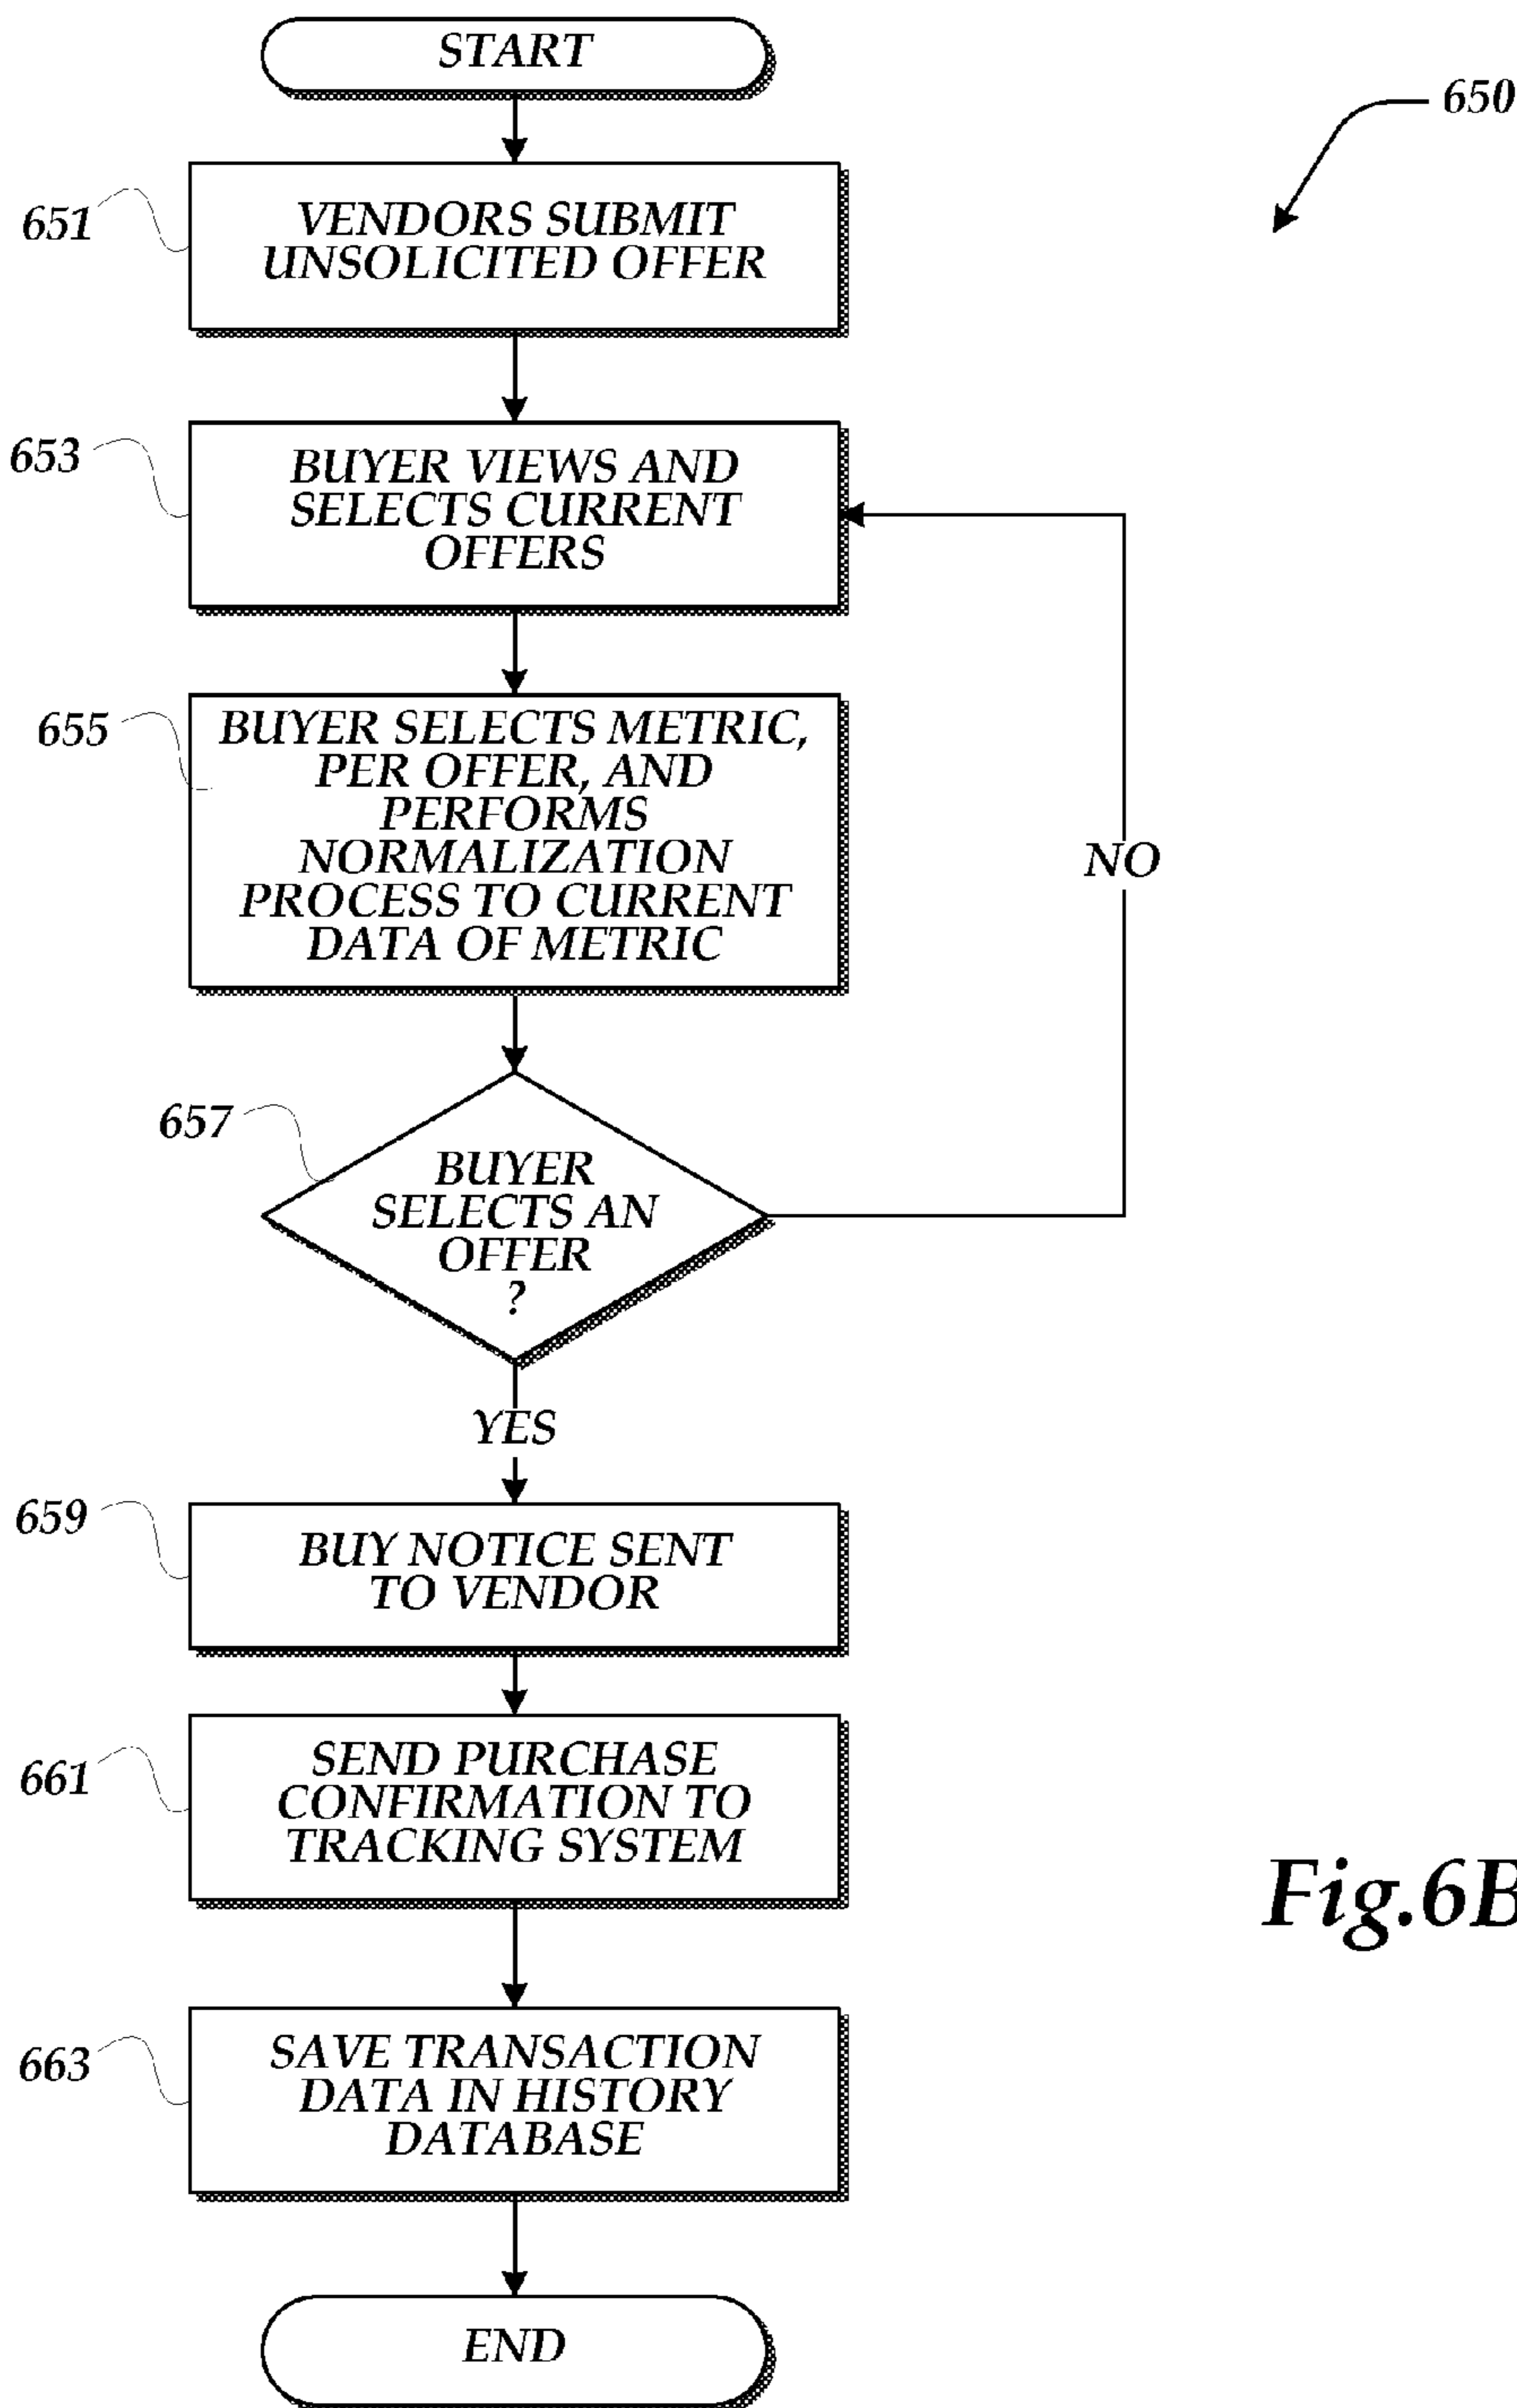 START
650
651
VENDORS SUBMIT
UNSOLICITED OFFER
653
BUYER VIEWS AND
SELECTS CURRENT
OFFERS
655
BUYER SELECTS METRIC,
PER OFFER, AND
PERFORMS
NORMALIZATION
PROCESS TO CURRENT
DATA OF METRIC
NO
657
BUYER
SELECTS AN
OFFER
?
YES
659
BUY NOTICE SENT
TO VENDOR
661
SEND PURCHASE
CONFIRMATION TO
TRACKING SYSTEM
Fig.6B
663
SAVE TRANSACTION
DATA IN HISTORY
DATABASE
END